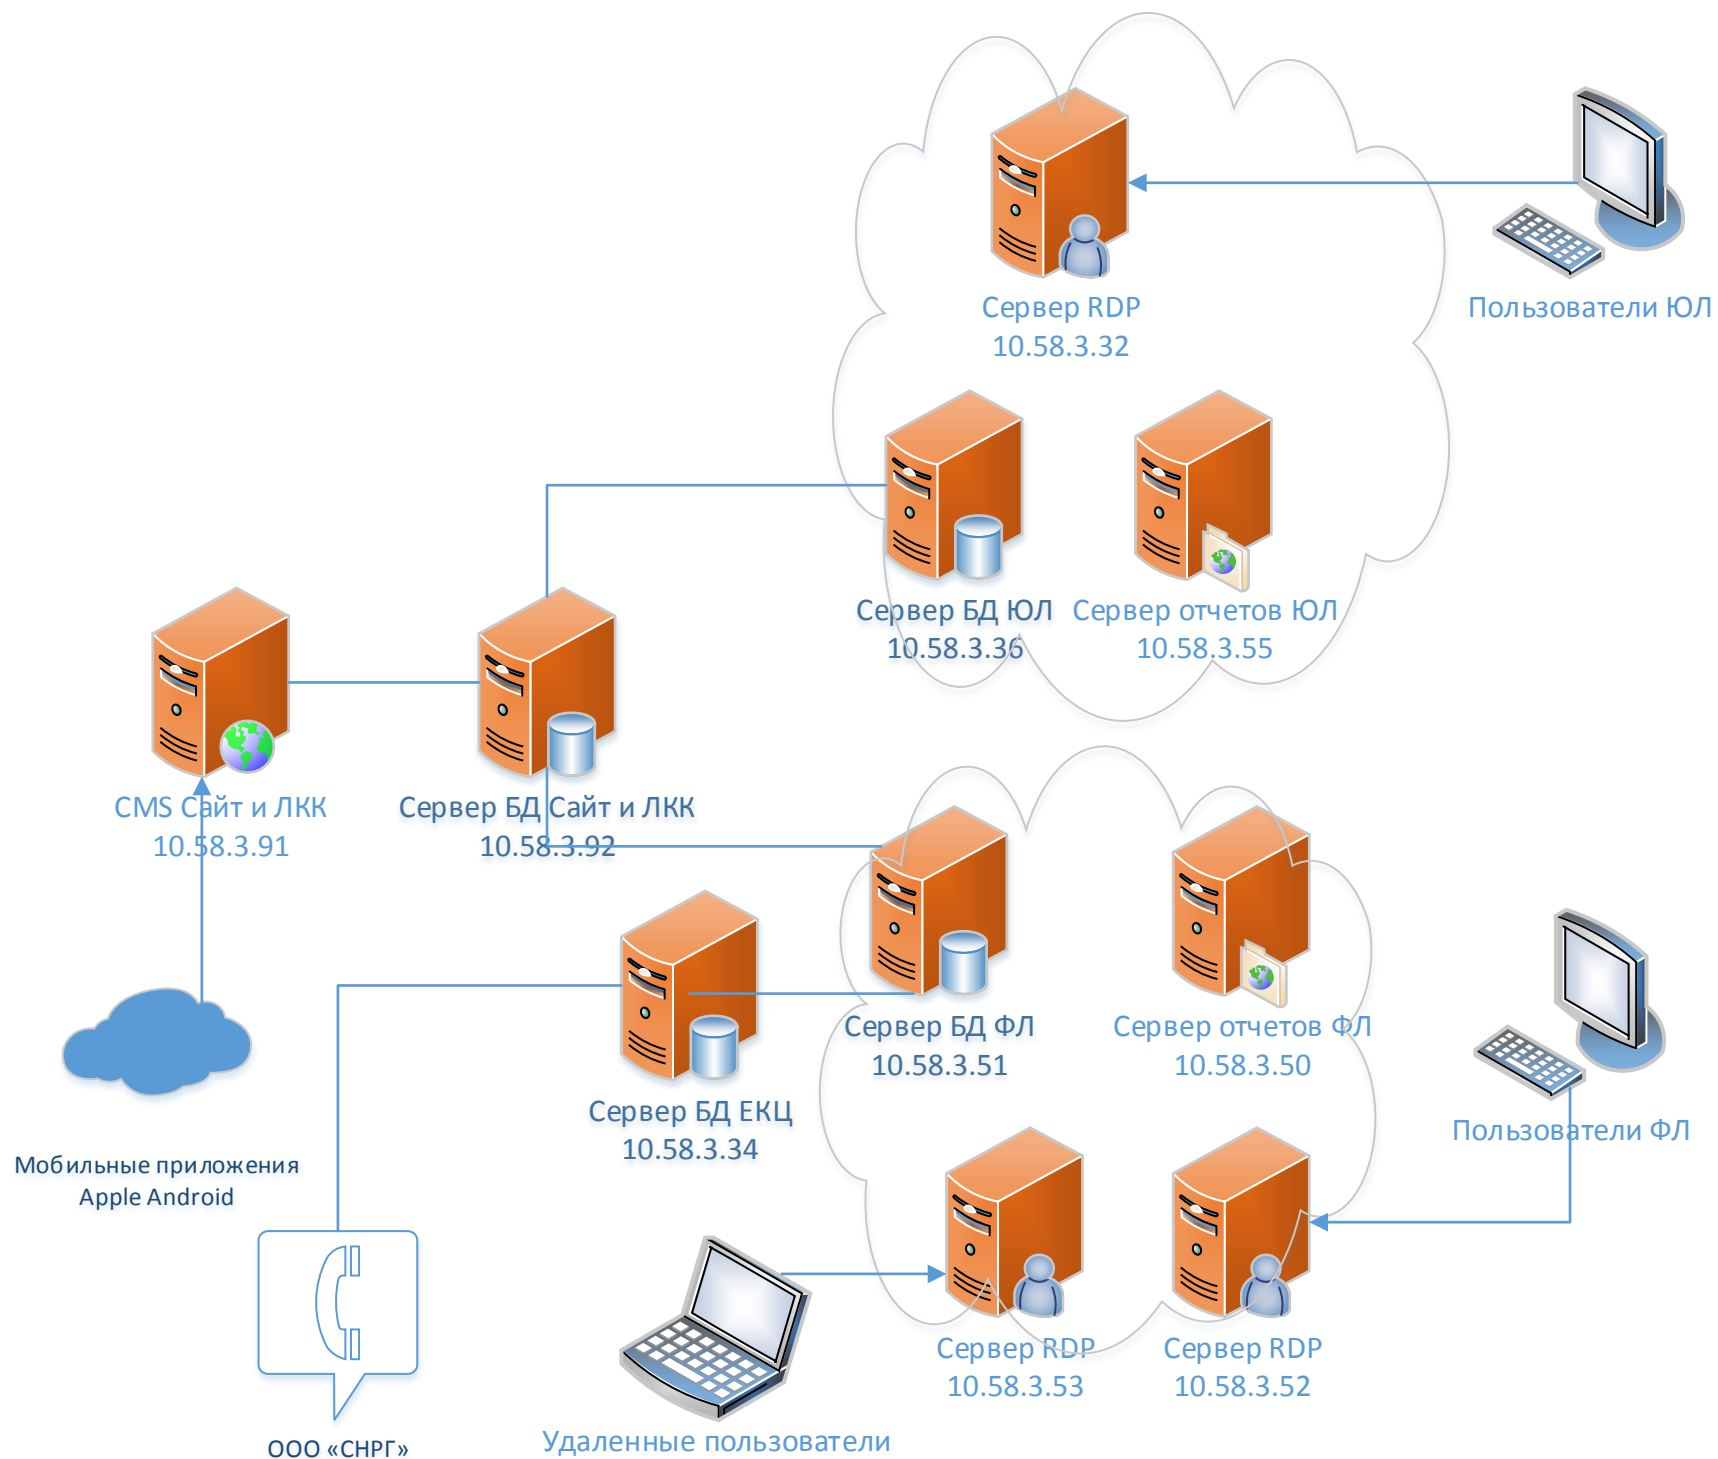 Сервер RDP
10.58.3.32
Пользователи ЮЛ
Сервер БД ЮЛ
10.58.3.36
Сервер отчетов ЮЛ
10.58.3.55
CMS Сайт и ЛКК
10.58.3.91
Сервер БД Сайт и ЛКК
10.58.3.92
Сервер БД ФЛ
10.58.3.51
Сервер отчетов ФЛ
10.58.3.50
Сервер БД ЕКЦ
10.58.3.34
Пользователи ФЛ
Мобильные приложения
Apple Android
Сервер RDP
10.58.3.53
Сервер RDP
10.58.3.52
Удаленные пользователи
ООО «СНРГ»